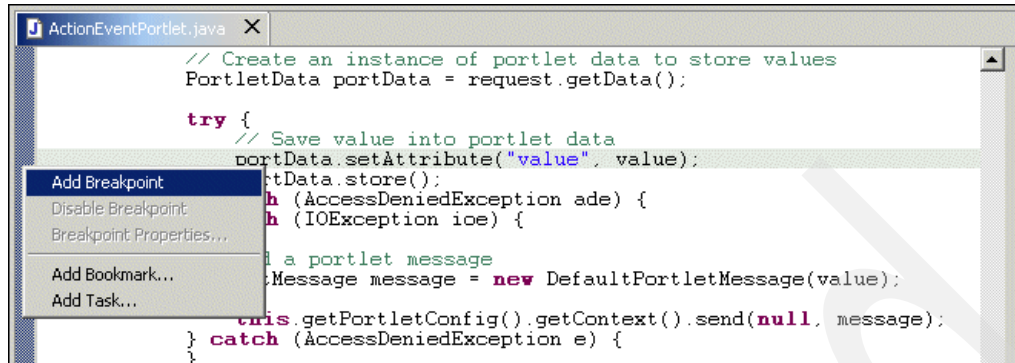 ActionEventPortlet.java
// Create an instance of portlet data to store values
PortletData portData = request.getData();
try {
// Save value into portlet data
portData.setAttribute("value", value);
Add Breakpoint
rtData.store();
Disable Breakpoint
h (AccessDeniedException ade) {
Breakpoint Properties...
h (IOException ioe) {
d a portlet message
Add Bookmark...
Message message = new DefaultPortletMessage(value);
Add Task...
this.getPortletConfig().getContext().send(null, message);
} catch (AccessDeniedException e) {
}